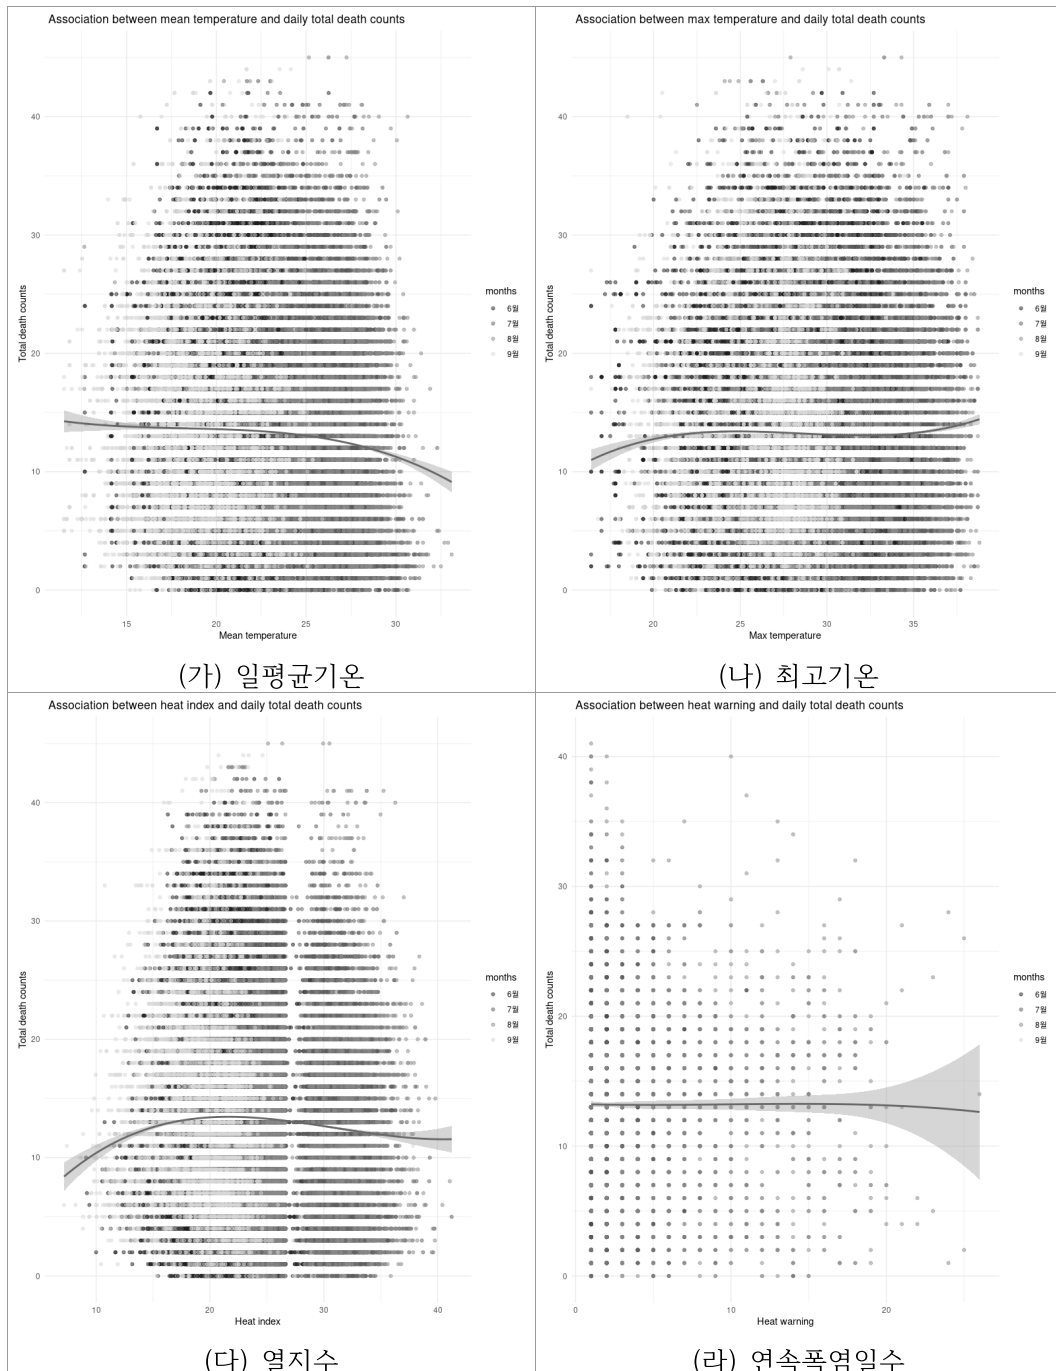 Association between mean temperature and daily total death counts
40
30
20
10
0
Total death counts
15 20 25 30
Mean temperature
months
6월
7월
8월
9월
(가) 일평균기온
Association between max temperature and daily total death counts
40
30
20
10
0
Total death counts
20 25 30 35
Max temperature
months
6월
7월
8월
9월
(나) 최고기온
Association between heat index and daily total death counts
40
30
20
10
0
Total death counts
10 20 30 40
Heat index
months
6월
7월
8월
9월
(다) 열지수
Association between heat warning and daily total death counts
40
30
20
10
0
Total death counts
0 10 20
Heat warning
months
6월
7월
8월
9월
(라) 연속폭염일수